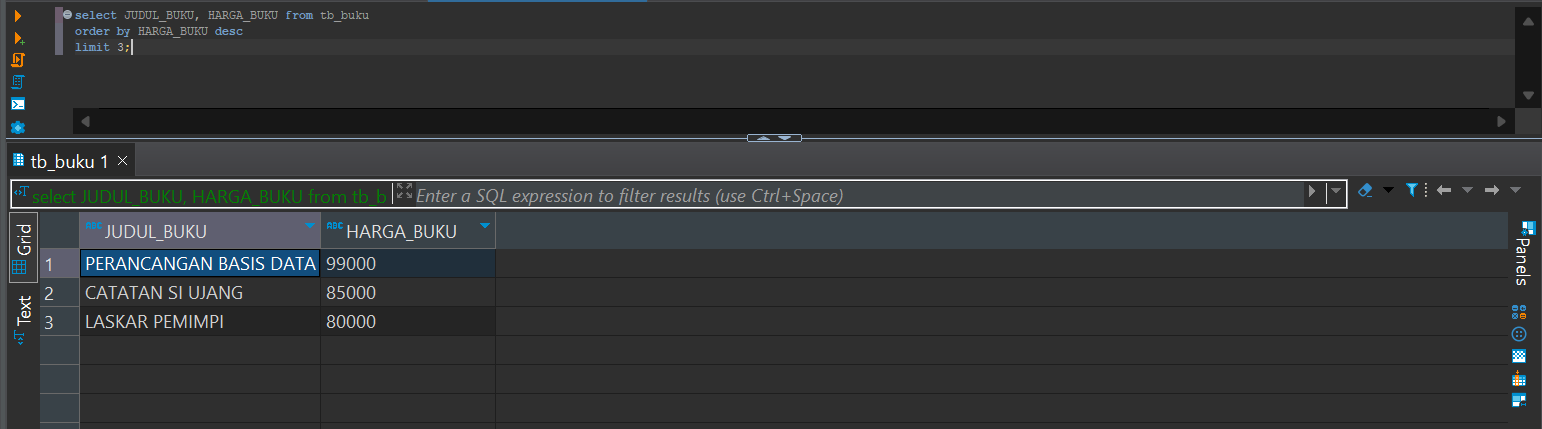 select JUDUL_BUKU, HARGA_BUKU from tb_buku
order by HARGA_BUKU desc
limit 3;
tb_buku 1
select JUDUL_BUKU, HARGA_BUKU from tb_b
Enter a SQL expression to filter results (use Ctrl+Space)
Grid
Text
ABC JUDUL_BUKU ABC HARGA_BUKU
1 PERANCANGAN BASIS DATA 99000
2 CATATAN SI UJANG 85000
3 LASKAR PEMIMPI 80000
Panels